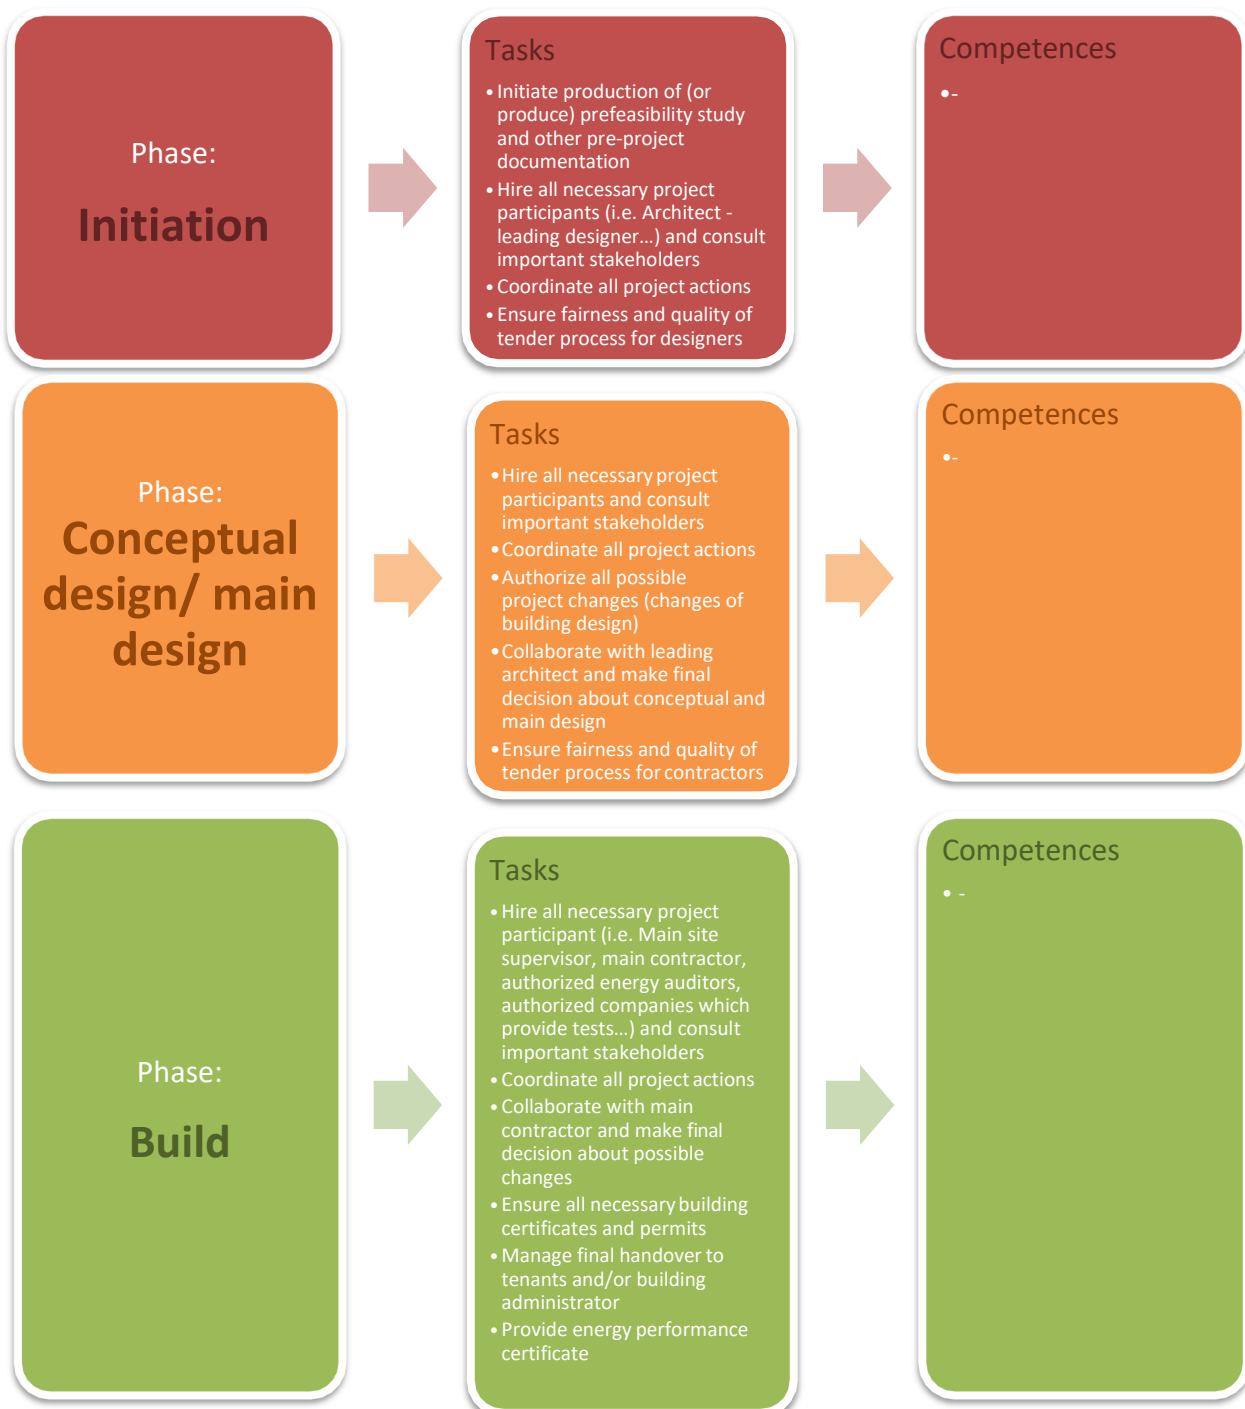 Phase:
Initiation
Tasks
• Initiate production of (or
produce) prefeasibility study
and other pre-project
documentation
• Hire all necessary project
participants (i.e. Architect -
leading designer...) and consult
important stakeholders
• Coordinate all project actions
• Ensure fairness and quality of
tender process for designers
Competences
• -
Phase:
Conceptual
design/ main
design
Tasks
• Hire all necessary project
participants and consult
important stakeholders
• Coordinate all project actions
• Authorize all possible
project changes (changes of
building design)
• Collaborate with leading
architect and make final
decision about conceptual and
main design
• Ensure fairness and quality of
tender process for contractors
Competences
• -
Phase:
Build
Tasks
• Hire all necessary project
participant (i.e. Main site
supervisor, main contractor,
authorized energy auditors,
authorized companies which
provide tests...) and consult
important stakeholders
• Coordinate all project actions
• Collaborate with main
contractor and make final
decision about possible
changes
• Ensure all necessary building
certificates and permits
• Manage final handover to
tenants and/or building
administrator
• Provide energy performance
certificate
Competences
• -